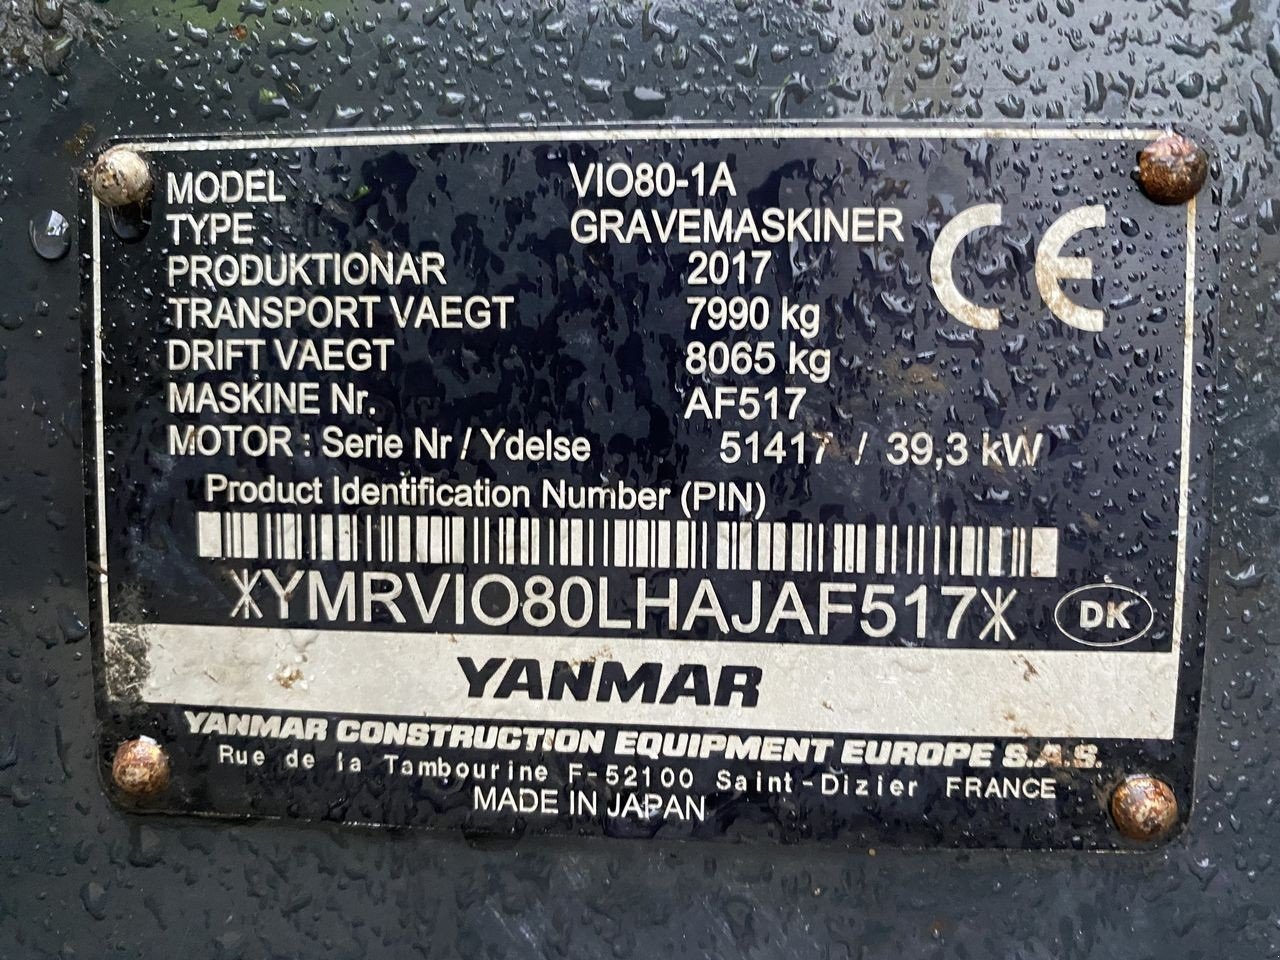 MODEL VIO80-1A
TYPE GRAVEMASKINER
PRODUKTIONAR 2017
TRANSPORT VAEGT 7990 kg
DRIFT VAEGT 8065 kg
MASKINE Nr. AF517
MOTOR : Serie Nr / Ydelse 51417 / 39,3 kW
CE
Product Identification Number (PIN)
*YMRVIO80LHAJAF517*
DK
YANMAR
YANMAR CONSTRUCTION EQUIPMENT EUROPE S.A.S.
Rue de la Tambourine F-52100 Saint-Dizier FRANCE
MADE IN JAPAN